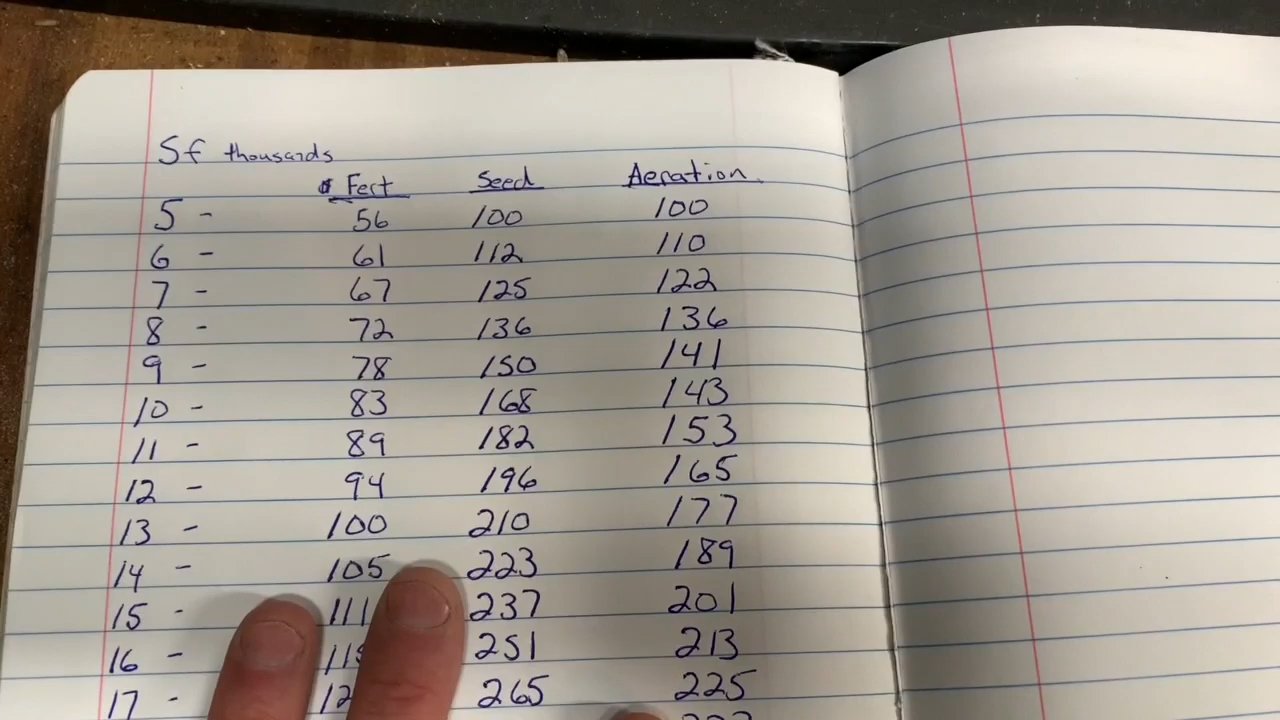 Sf thousands
Fert Seed Aeration
5 - 56 100 100
6 - 61 112 110
7 - 67 125 122
8 - 72 136 136
9 - 78 150 141
10 - 83 168 143
11 - 89 182 153
12 - 94 196 165
13 - 100 210 177
14 - 105 223 189
15 - 111 237 201
16 - 251 213
17 - 265 225